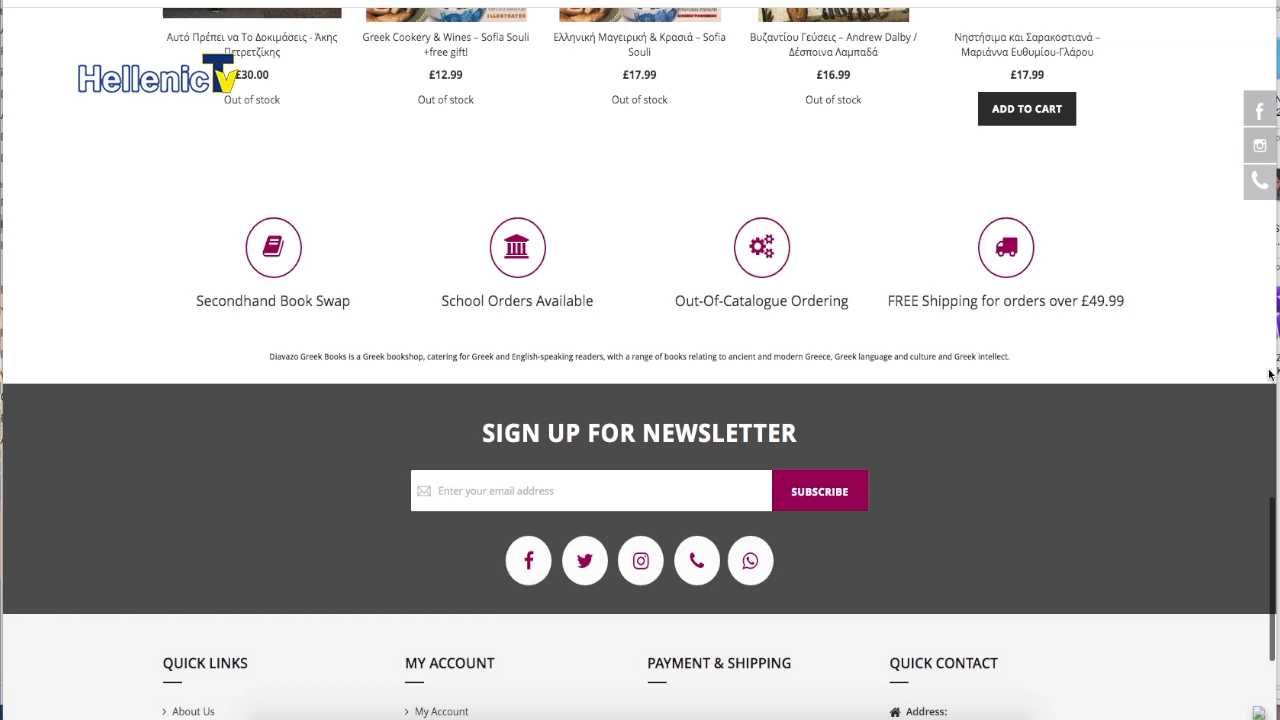 ILLUSTRATED
Αυτό Πρέπει να Το Δοκιμάσεις - Άκης
Πετρετζίκης
£30.00
Out of stock
Greek Cookery & Wines – Sofia Souli
+free gift!
£12.99
Out of stock
Ελληνική Μαγειρική & Κρασιά – Sofia
Souli
£17.99
Out of stock
Βυζαντίου Γεύσεις – Andrew Dalby /
Δέσποινα Λαμπαδά
£16.99
Out of stock
Νηστήσιμα και Σαρακοστιανά –
Μαριάννα Ευθυμίου-Γλάρου
£17.99
ADD TO CART
HellenicTv
Secondhand Book Swap
School Orders Available
Out-Of-Catalogue Ordering
FREE Shipping for orders over £49.99
Diavazo Greek Books is a Greek bookshop, catering for Greek and English-speaking readers, with a range of books relating to ancient and modern Greece, Greek language and culture and Greek intellect.
SIGN UP FOR NEWSLETTER
Enter your email address
SUBSCRIBE
QUICK LINKS
MY ACCOUNT
PAYMENT & SHIPPING
QUICK CONTACT
About Us
My Account
Address: